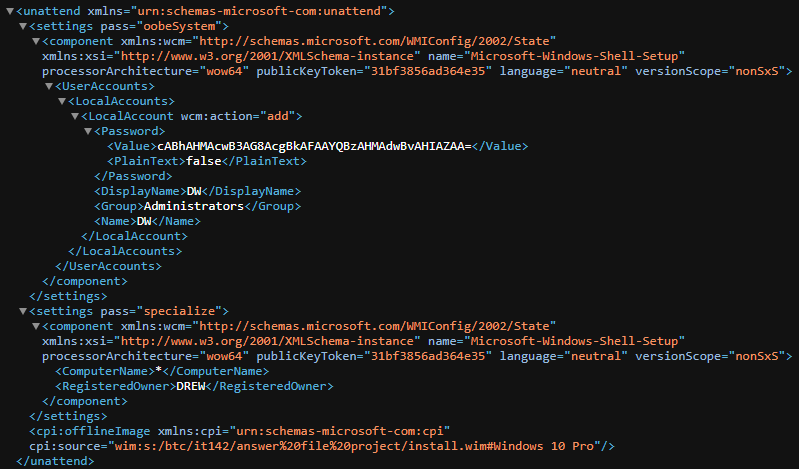 <unattend xmlns="urn:schemas-microsoft-com:unattend">
<settings pass="oobeSystem">
<component xmlns:wcm="http://schemas.microsoft.com/WMIConfig/2002/State"
xmlns:xsi="http://www.w3.org/2001/XMLSchema-instance" name="Microsoft-Windows-Shell-Setup"
processorArchitecture="wow64" publicKeyToken="31bf3856ad364e35" language="neutral" versionScope="nonSxS">
<UserAccounts>
<LocalAccounts>
<LocalAccount wcm:action="add">
<Password>
<Value>cABhAHMAcwB3AG8AcgBkAFAAYQBzAHMAdwBvAHIAZAA=</Value>
<PlainText>false</PlainText>
</Password>
<DisplayName>DW</DisplayName>
<Group>Administrators</Group>
<Name>DW</Name>
</LocalAccount>
</LocalAccounts>
</UserAccounts>
</component>
</settings>
<settings pass="specialize">
<component xmlns:wcm="http://schemas.microsoft.com/WMIConfig/2002/State"
xmlns:xsi="http://www.w3.org/2001/XMLSchema-instance" name="Microsoft-Windows-Shell-Setup"
processorArchitecture="wow64" publicKeyToken="31bf3856ad364e35" language="neutral" versionScope="nonSxS">
<ComputerName>*</ComputerName>
<RegisteredOwner>DREW</RegisteredOwner>
</component>
</settings>
<cpi:offlineImage xmlns:cpi="urn:schemas-microsoft-com:cpi"
cpi:source="wim:s:/btc/it142/answer%20file%20project/install.wim#Windows 10 Pro"/>
</unattend>